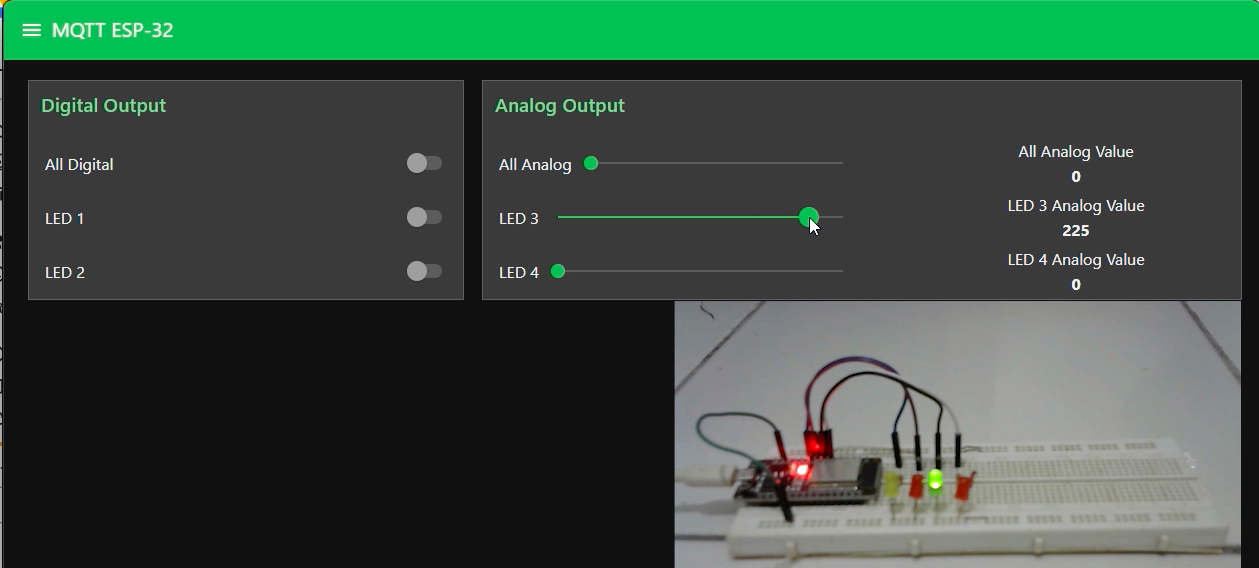 MQTT ESP-32
Digital Output
All Digital
LED 1
LED 2
Analog Output
All Analog
LED 3
LED 4
All Analog Value
0
LED 3 Analog Value
225
LED 4 Analog Value
0